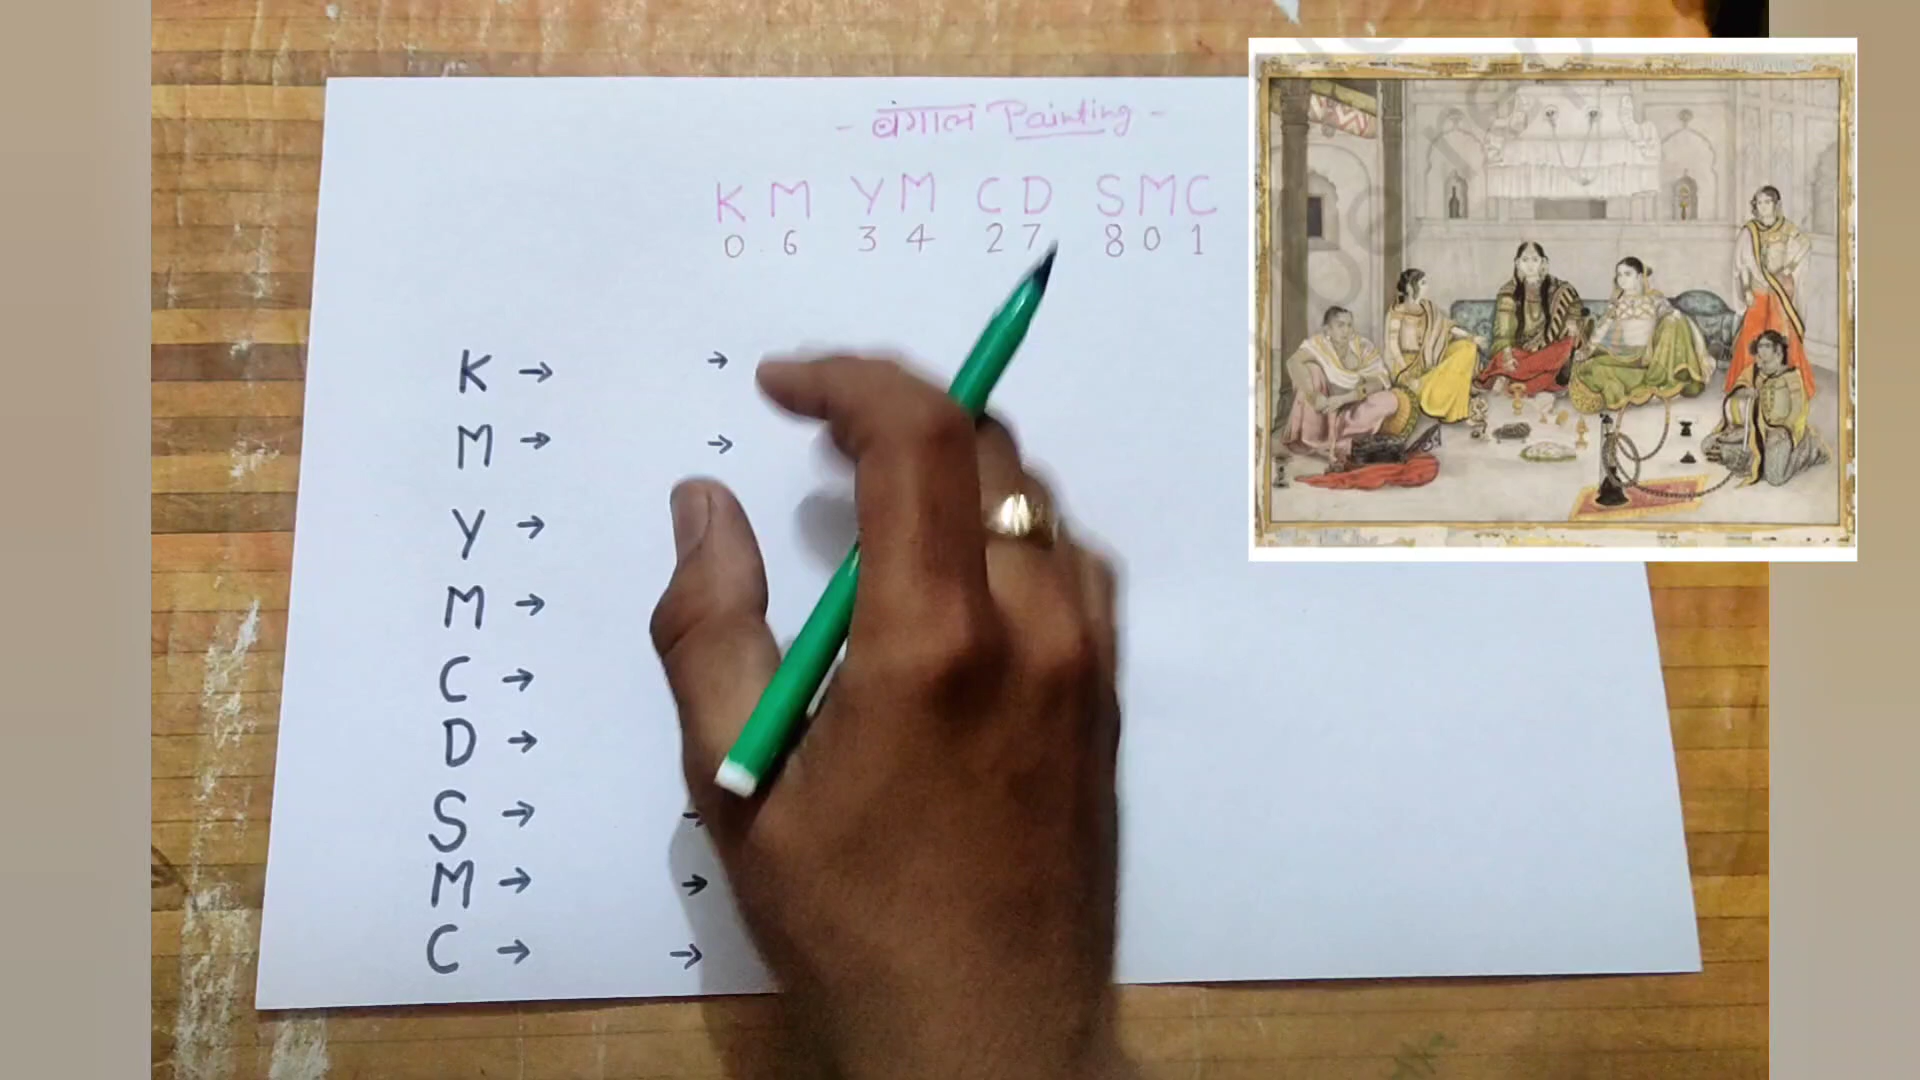 - बंगाल Painting -
K M Y M C D S M C
0 . 6 3 4 2 7 8 0 1
K → →
M → →
Y →
M →
C →
D →
S → →
M → →
C → →